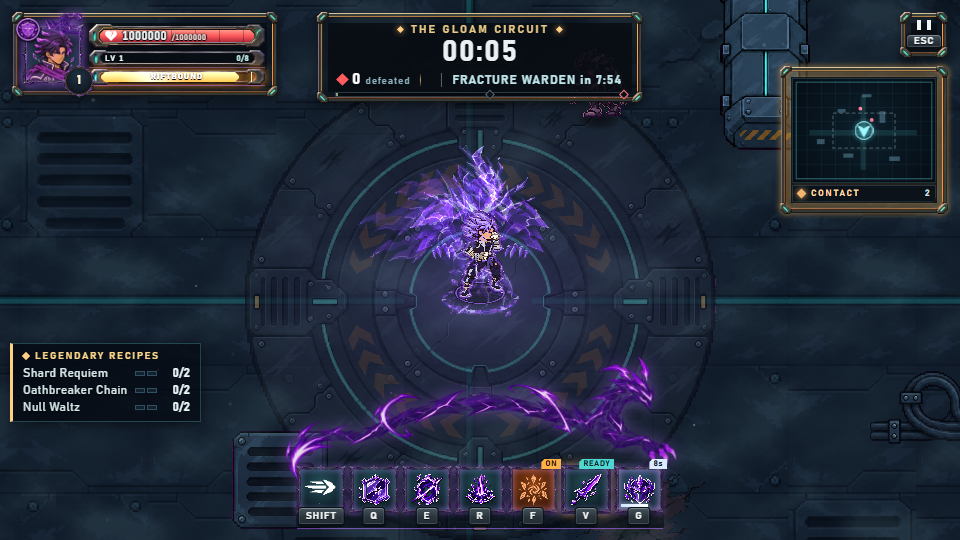 1000000 /1000000
LV 1 0/8
RIFTBOUND
1
THE GLOAM CIRCUIT
00:05
0 defeated FRACTURE WARDEN in 7:54
ESC
CONTACT 2
LEGENDARY RECIPES
Shard Requiem 0/2
Oathbreaker Chain 0/2
Null Waltz 0/2
ON READY 8s
SHIFT Q E R F V G